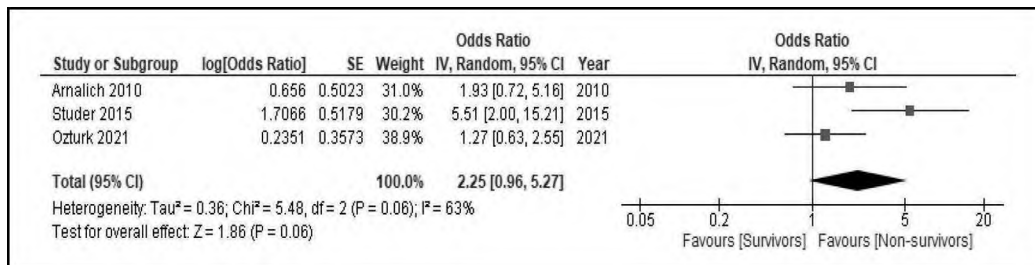 Odds Ratio Odds Ratio
Study or Subgroup log[Odds Ratio] SE Weight IV, Random, 95% CI Year IV, Random, 95% CI
Arnalich 2010 0.656 0.5023 31.0% 1.93 [0.72, 5.16] 2010
Studer 2015 1.7066 0.5179 30.2% 5.51 [2.00, 15.21] 2015
Ozturk 2021 0.2351 0.3573 38.9% 1.27 [0.63, 2.55] 2021
Total (95% CI) 100.0% 2.25 [0.96, 5.27]
Heterogeneity: Tau² = 0.36; Chi² = 5.48, df = 2 (P = 0.06); I² = 63%
Test for overall effect: Z = 1.86 (P = 0.06)
0.05 0.2 1 5 20
Favours [Survivors] Favours [Non-survivors]